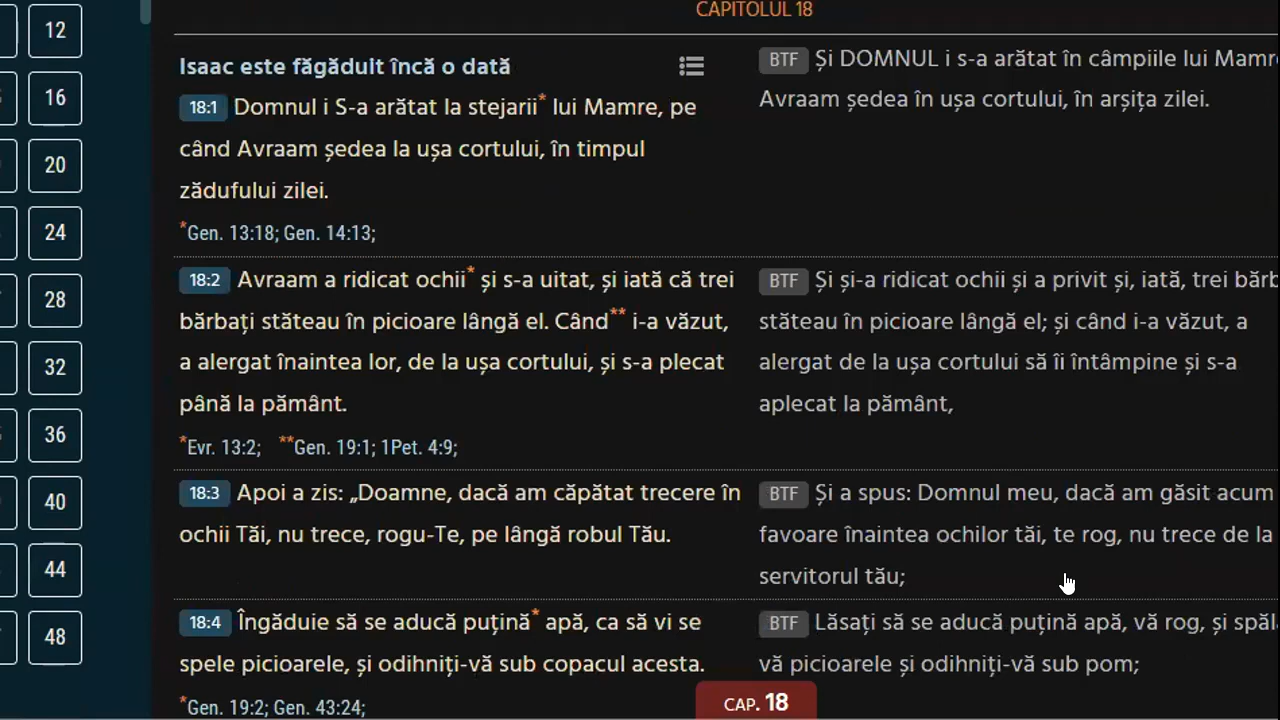 12
16
20
24
28
32
36
40
44
48
CAPITOLUL 18
Isaac este făgăduit încă o dată
18:1 Domnul i S-a arătat la stejarii* lui Mamre, pe
când Avraam ședea la ușa cortului, în timpul
zădufului zilei.
*Gen. 13:18; Gen. 14:13;
BTF Și DOMNUL i s-a arătat în câmpiile lui Mamr
Avraam ședea în ușa cortului, în arșița zilei.
18:2 Avraam a ridicat ochii* și s-a uitat, și iată că trei
bărbați stăteau în picioare lângă el. Când** i-a văzut,
a alergat înaintea lor, de la ușa cortului, și s-a plecat
până la pământ.
*Evr. 13:2; **Gen. 19:1; 1Pet. 4:9;
BTF Și și-a ridicat ochii și a privit și, iată, trei bărb
stăteau în picioare lângă el; și când i-a văzut, a
alergat de la ușa cortului să îi întâmpine și s-a
aplecat la pământ,
18:3 Apoi a zis: „Doamne, dacă am căpătat trecere în
ochii Tăi, nu trece, rogu-Te, pe lângă robul Tău.
BTF Și a spus: Domnul meu, dacă am găsit acum
favoare înaintea ochilor tăi, te rog, nu trece de la
servitorul tău;
18:4 Îngăduie să se aducă puțină* apă, ca să vi se
spele picioarele, și odihniți-vă sub copacul acesta.
*Gen. 19:2; Gen. 43:24;
BTF Lăsați să se aducă puțină apă, vă rog, și spăl
vă picioarele și odihniți-vă sub pom;
CAP. 18